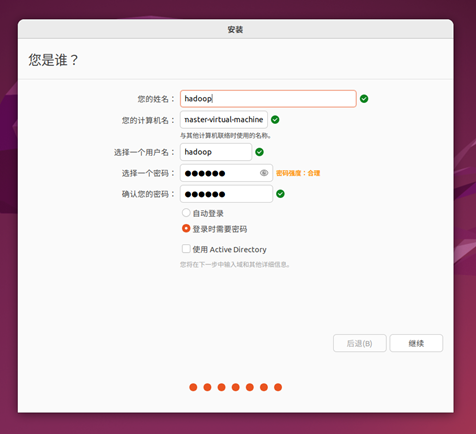 安装
您是谁？
您的姓名： hadoop
您的计算机名： naster-virtual-machine
与其他计算机联络时使用的名称。
选择一个用户名： hadoop
选择一个密码： ●●●●●● 密码强度：合理
确认您的密码： ●●●●●●
自动登录
登录时需要密码
使用 Active Directory
您将在下一步中输入域和其他详细信息。
后退(B) 继续